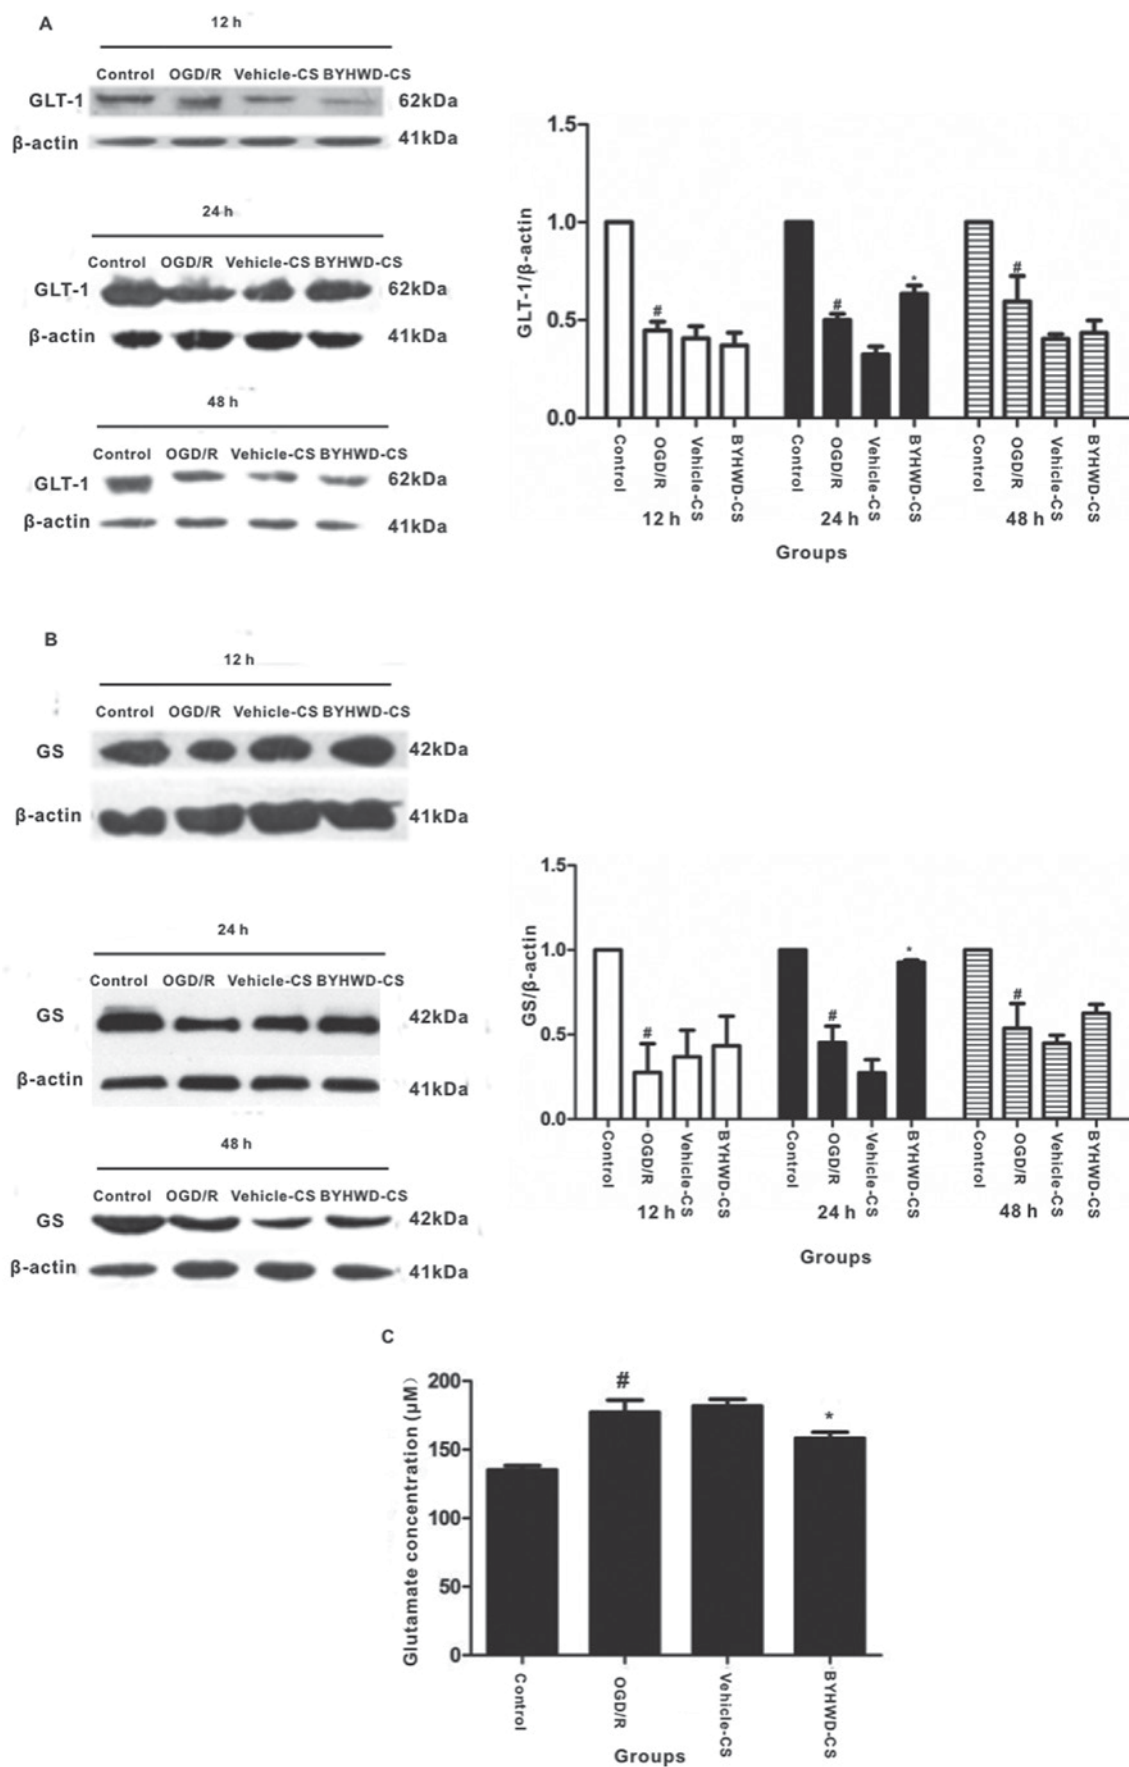 A
12 h
Control OGD/R Vehicle-CS BYHWD-CS
GLT-1 62kDa
β-actin 41kDa
24 h
Control OGD/R Vehicle-CS BYHWD-CS
GLT-1 62kDa
β-actin 41kDa
48 h
Control OGD/R Vehicle-CS BYHWD-CS
GLT-1 62kDa
β-actin 41kDa
GLT-1/β-actin
1.5
1.0
0.5
0.0
# # * #
Control OGD/R Vehicle-CS BYHWD-CS Control OGD/R Vehicle-CS BYHWD-CS Control OGD/R Vehicle-CS BYHWD-CS
12 h 24 h 48 h
Groups
B
12 h
Control OGD/R Vehicle-CS BYHWD-CS
GS 42kDa
β-actin 41kDa
24 h
Control OGD/R Vehicle-CS BYHWD-CS
GS 42kDa
β-actin 41kDa
48 h
Control OGD/R Vehicle-CS BYHWD-CS
GS 42kDa
β-actin 41kDa
GS/β-actin
1.5
1.0
0.5
0.0
# # * #
Control OGD/R Vehicle-CS BYHWD-CS Control OGD/R Vehicle-CS BYHWD-CS Control OGD/R Vehicle-CS BYHWD-CS
12 h 24 h 48 h
Groups
C
Glutamate concentration (μM)
200
150
100
50
0
# *
Control OGD/R Vehicle-CS BYHWD-CS
Groups